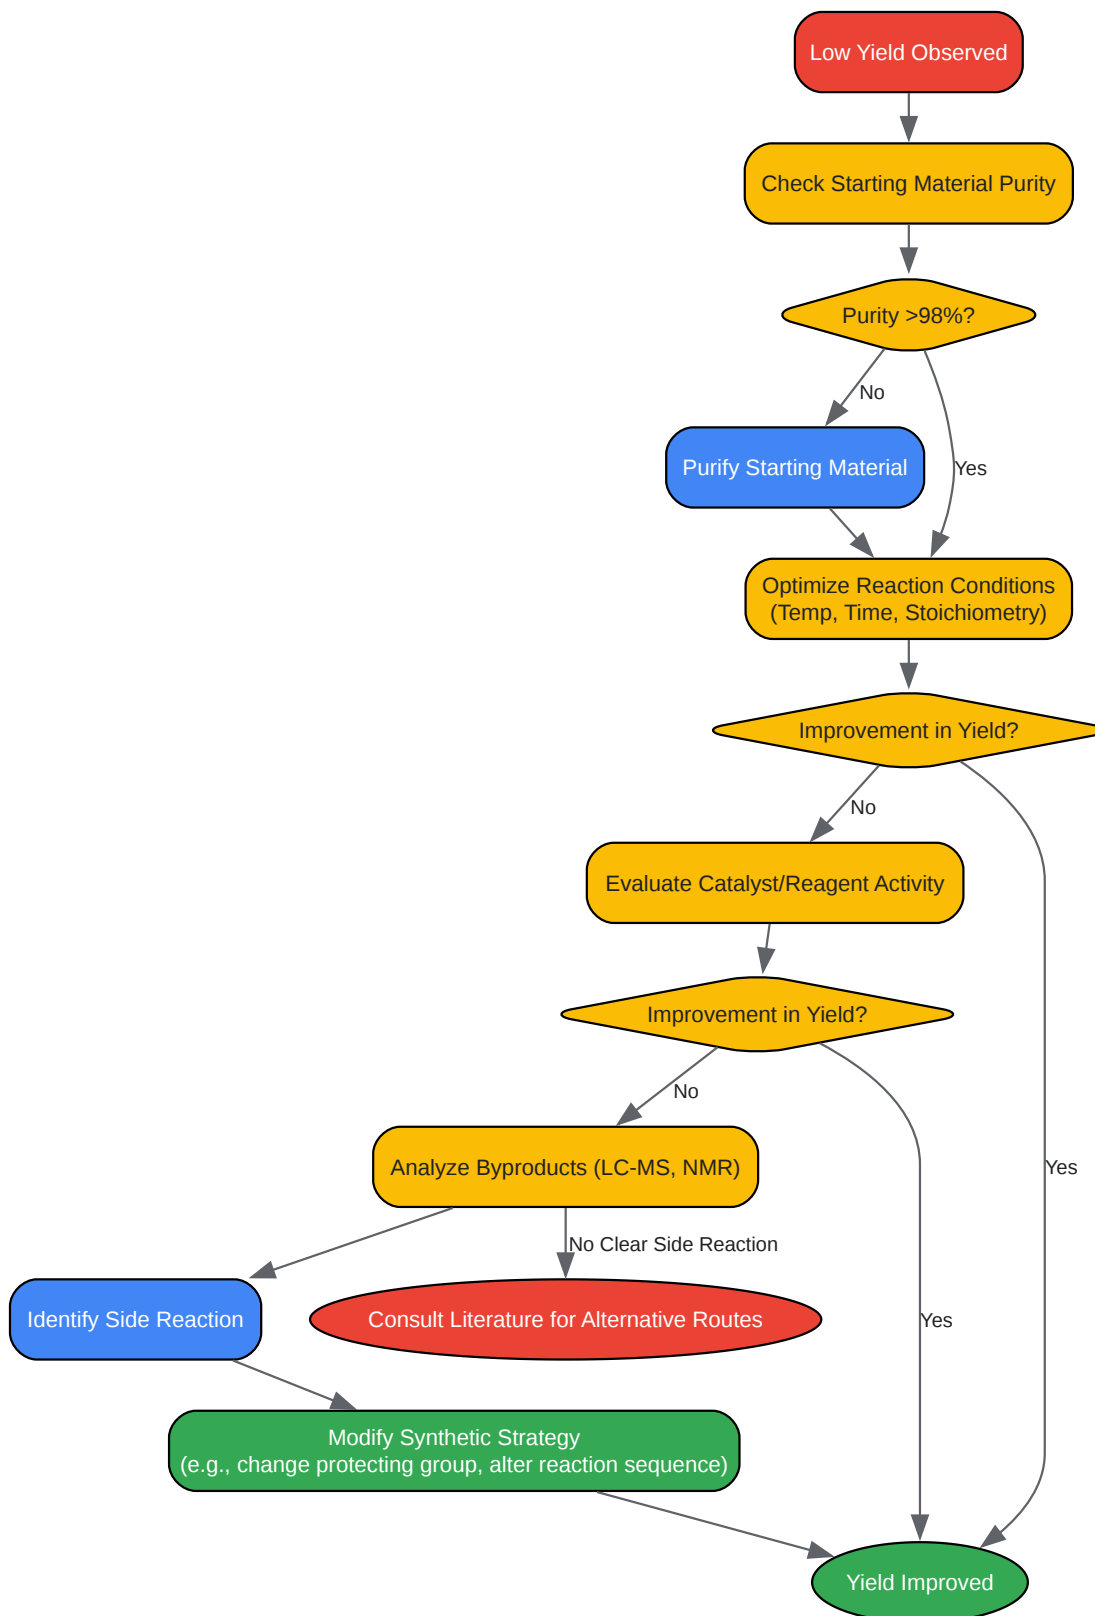 Low Yield Observed
Check Starting Material Purity
Purity >98%?
No
Purify Starting Material
Yes
Optimize Reaction Conditions
(Temp, Time, Stoichiometry)
Improvement in Yield?
No
Evaluate Catalyst/Reagent Activity
Improvement in Yield?
No
Analyze Byproducts (LC-MS, NMR)
Yes
No Clear Side Reaction
Identify Side Reaction
Consult Literature for Alternative Routes
Yes
Modify Synthetic Strategy
(e.g., change protecting group, alter reaction sequence)
Yield Improved